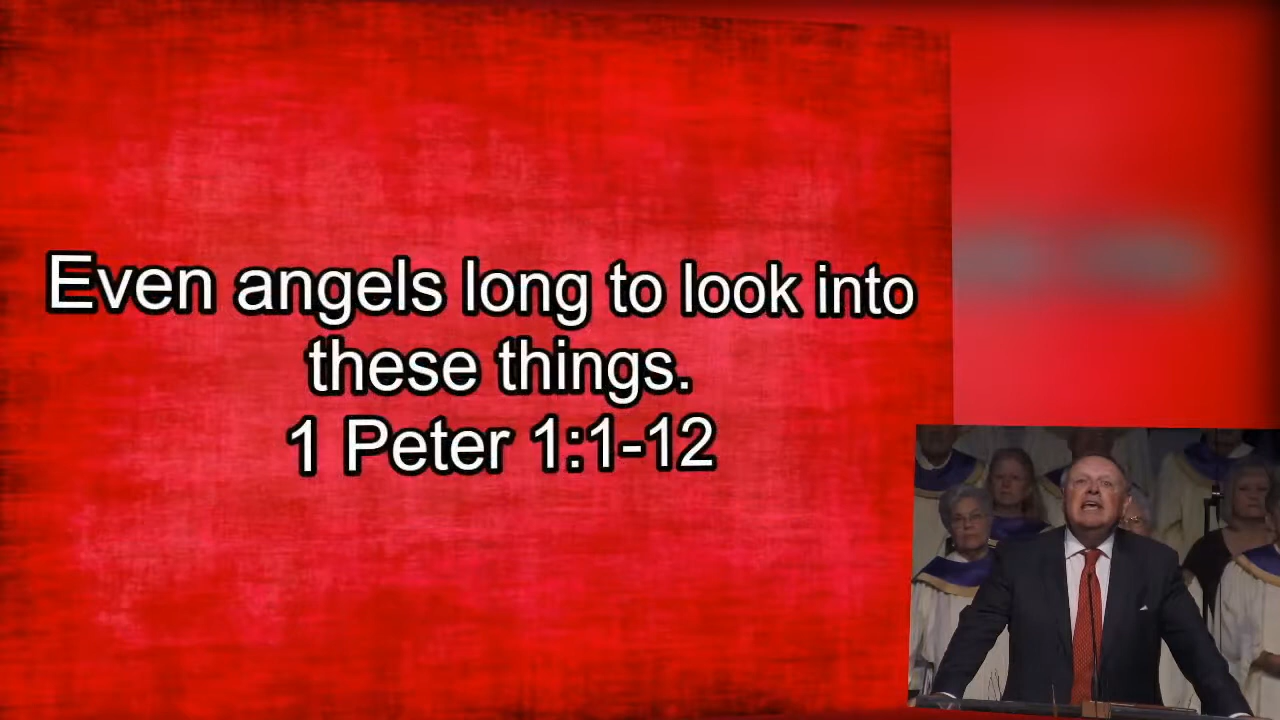 Even angels long to look into
these things.
1 Peter 1:1-12